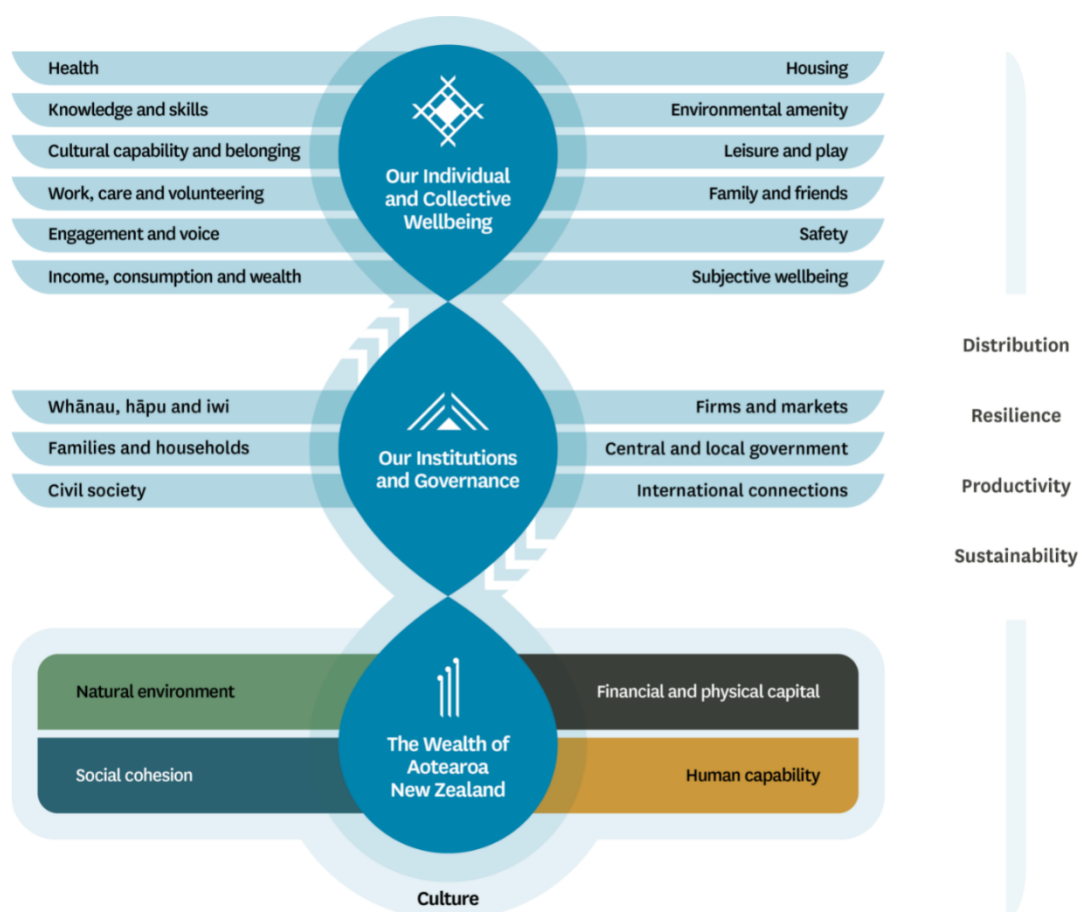 Health
Housing
Knowledge and skills
Environmental amenity
Cultural capability and belonging
Leisure and play
Work, care and volunteering
Family and friends
Engagement and voice
Safety
Income, consumption and wealth
Subjective wellbeing
Our Individual
and Collective
Wellbeing
Whānau, hāpu and iwi
Firms and markets
Families and households
Central and local government
Civil society
International connections
Our Institutions
and Governance
Natural environment
Financial and physical capital
Social cohesion
Human capability
The Wealth of
Aotearoa
New Zealand
Culture
Distribution
Resilience
Productivity
Sustainability